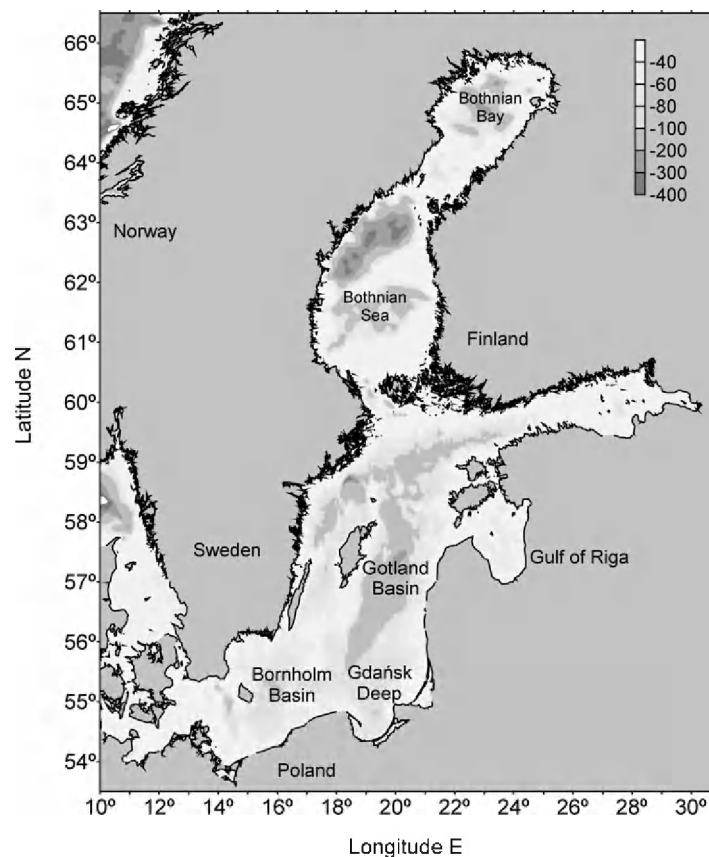 66º
65º
64º
63º
62º
61º
60º
59º
58º
57º
56º
55º
54º
Latitude N
-40
-60
-80
-100
-200
-300
-400
Bothnian
Bay
Norway
Bothnian
Sea
Finland
Sweden
Gulf of Riga
Gotland
Basin
Bornholm
Basin
Gdańsk
Deep
Poland
10º 12º 14º 16º 18º 20º 22º 24º 26º 28º 30º
Longitude E